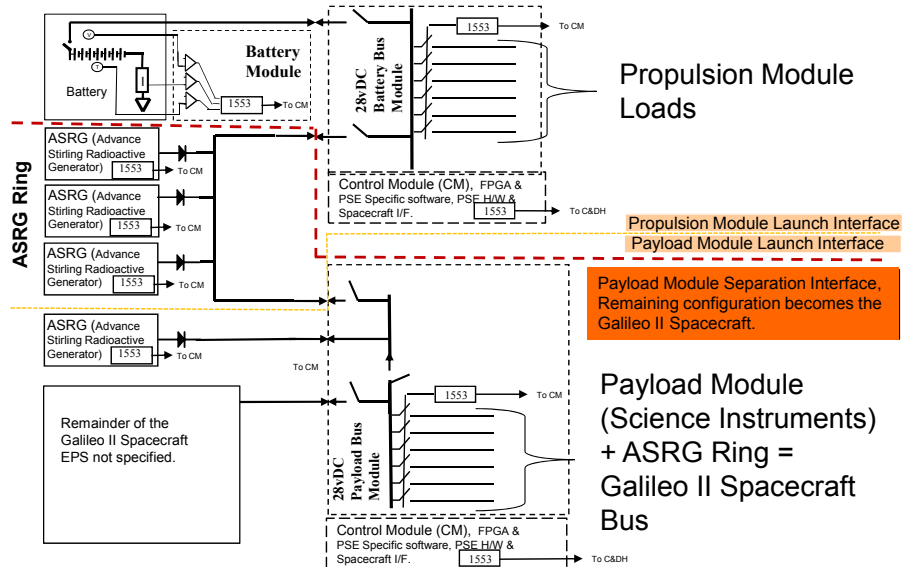 V
T
I
Battery
Battery
Module
1553
To CM
28vDC
Battery Bus
Module
1553
To CM
Propulsion Module
Loads
ASRG Ring
ASRG (Advance
Stirling Radioactive
Generator)
1553
To CM
ASRG (Advance
Stirling Radioactive
Generator)
1553
To CM
ASRG (Advance
Stirling Radioactive
Generator)
1553
To CM
Control Module (CM), FPGA &
PSE Specific software, PSE H/W &
Spacecraft I/F.
1553
To C&DH
Propulsion Module Launch Interface
Payload Module Launch Interface
Payload Module Separation Interface,
Remaining configuration becomes the
Galileo II Spacecraft.
ASRG (Advance
Stirling Radioactive
Generator)
1553
To CM
To CM
Remainder of the
Galileo II Spacecraft
EPS not specified.
28vDC
Payload Bus
Module
1553
To CM
Payload Module
(Science Instruments)
+ ASRG Ring =
Galileo II Spacecraft
Bus
Control Module (CM), FPGA &
PSE Specific software, PSE H/W &
Spacecraft I/F.
1553
To C&DH